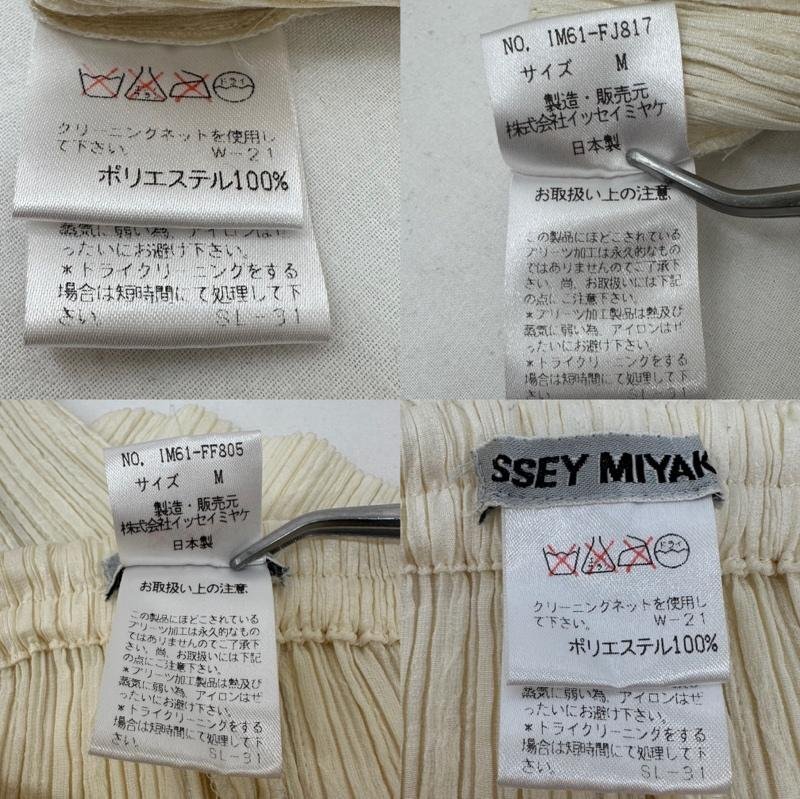 クリーニングネットを使用し
て下さい。 W-21
ポリエステル100%
蒸気に弱い為、アイロンはぜ
ったいにお避け下さい。
*トライクリーニングをする
場合は短時間にて処理して下
さい。 SL-31
NO. IM61-FJ817
サイズ M
製造・販売元
株式会社イッセイミヤケ
日本製
お取扱い上の注意
この製品にほどこされている
プリーツ加工は永久的なもの
ではありませんのでご了承下
さい。尚、お取扱いには下記
の点にご注意下さい。
*プリーツ加工製品は熱及び
蒸気に弱い為、アイロンはぜ
ったいにお避け下さい。
*トライクリーニングをする
場合は短時間にて処理して下
SL-31
NO. IM61-FF805
サイズ M
製造・販売元
株式会社イッセイミヤケ
日本製
お取扱い上の注意
この製品にほどこされている
プリーツ加工は永久的なもの
ではありませんのでご了承下
さい。尚、お取扱いには下記
の点にご注意下さい。
*プリーツ加工製品は熱及び
蒸気に弱い為、アイロンはぜ
ったいにお避け下さい。
*トライクリーニングをする
場合は短時間にて処理して下
さい。 SL-31
SSEY MIYAK
ドライ
クリーニングネットを使用し
て下さい。 W-21
ポリエステル100%
蒸気に弱い為、アイロンはぜ
ったいにお避け下さい。
*トライクリーニングをする
場合は短時間にて処理して下
さい。 SL-31